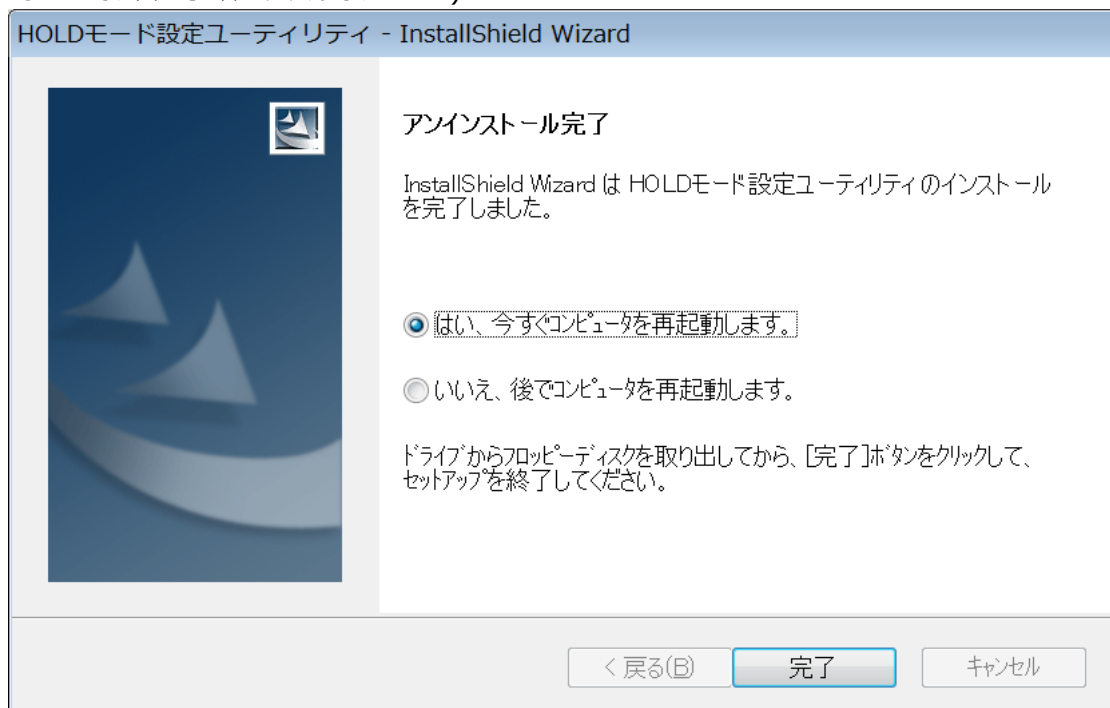 HOLDモード設定ユーティリティ - InstallShield Wizard
アンインストール完了
InstallShield Wizard は HOLDモード設定ユーティリティのインストール
を完了しました。
はい、今すぐコンピュータを再起動します。
いいえ、後でコンピュータを再起動します。
ドライブからフロッピーディスクを取り出してから、[完了]ボタンをクリックして、
セットアップを終了してください。
< 戻る(B)
完了
キャンセル